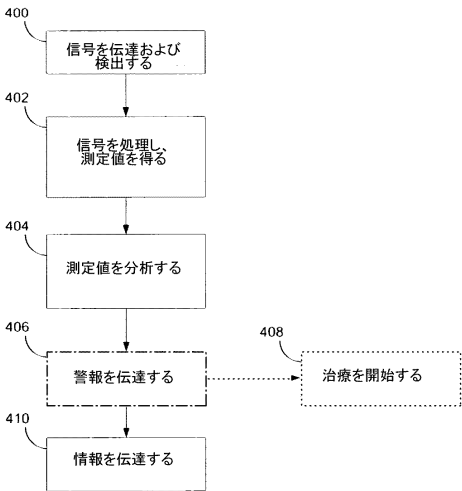 400
信号を伝達および
検出する
402
信号を処理し、
測定値を得る
404
測定値を分析する
406
警報を伝達する
408
治療を開始する
410
情報を伝達する